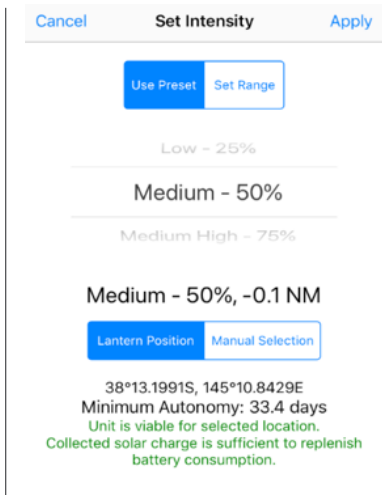 Cancel Set Intensity Apply
Use Preset Set Range
Low - 25%
Medium - 50%
Medium High - 75%
Medium - 50%, -0.1 NM
Lantern Position Manual Selection
38°13.1991S, 145°10.8429E
Minimum Autonomy: 33.4 days
Unit is viable for selected location.
Collected solar charge is sufficient to replenish
battery consumption.